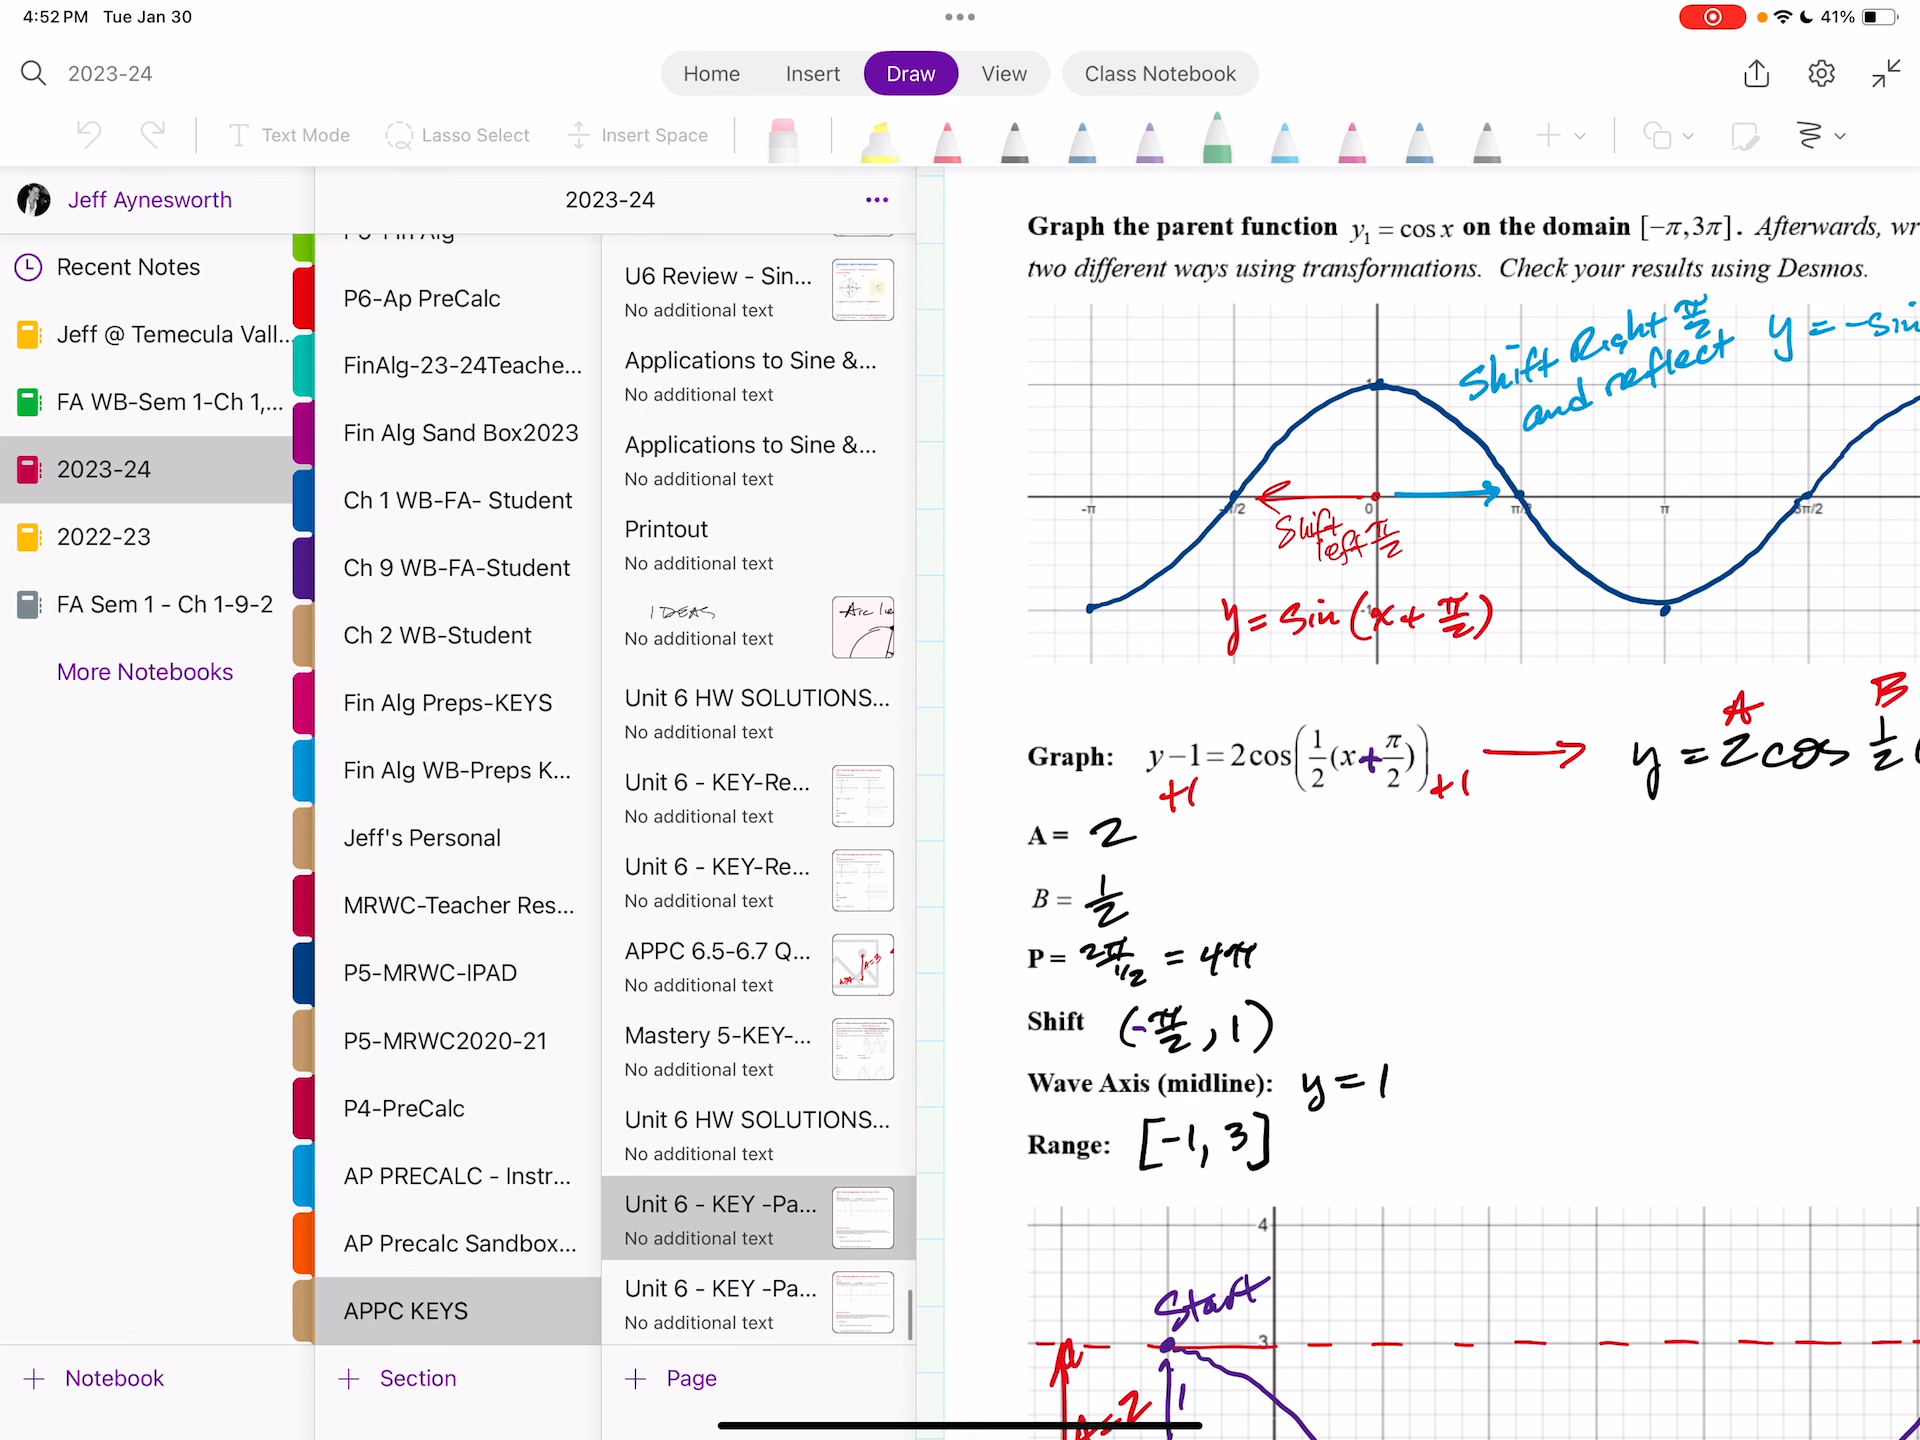 4:52 PM Tue Jan 30
41%
2023-24
Home
Insert
Draw
View
Class Notebook
Text Mode
Lasso Select
Insert Space
Jeff Aynesworth
Recent Notes
Jeff @ Temecula Vall...
FA WB-Sem 1-Ch 1,...
2023-24
2022-23
FA Sem 1 - Ch 1-9-2
More Notebooks
Notebook
2023-24
P6-Ap PreCalc
FinAlg-23-24Teache...
Fin Alg Sand Box2023
Ch 1 WB-FA- Student
Ch 9 WB-FA-Student
Ch 2 WB-Student
Fin Alg Preps-KEYS
Fin Alg WB-Preps K...
Jeff's Personal
MRWC-Teacher Res...
P5-MRWC-IPAD
P5-MRWC2020-21
P4-PreCalc
AP PRECALC - Instr...
AP Precalc Sandbox...
APPC KEYS
Section
U6 Review - Sin...
No additional text
Applications to Sine &...
No additional text
Applications to Sine &...
No additional text
Printout
No additional text
IDEAS
No additional text
Unit 6 HW SOLUTIONS...
No additional text
Unit 6 - KEY-Re...
No additional text
Unit 6 - KEY-Re...
No additional text
APPC 6.5-6.7 Q...
No additional text
Mastery 5-KEY-...
No additional text
Unit 6 HW SOLUTIONS...
No additional text
Unit 6 - KEY -Pa...
No additional text
Unit 6 - KEY -Pa...
No additional text
Page
Graph the parent function y₁ = cos x on the domain [−π,3π]. Afterwards, wr
two different ways using transformations. Check your results using Desmos.
Shift Right π/2
and reflect
y = -sin
-π
0
π
Shift
left π/2
y = sin (x + π/2)
A B
Graph: y−1 = 2cos(1/2(x+π/2)) → y = 2cos 1/2(
+1 +1
A = 2
B = 1/2
P = 2π/1/2 = 4π
Shift (-π/2, 1)
Wave Axis (midline): y = 1
Range: [-1, 3]
4
Start
3
A=2
1